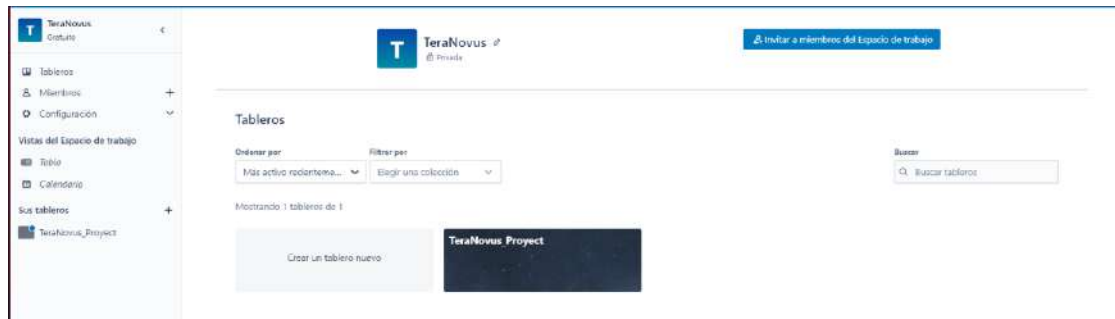 T
TeraNovus
Gratuito
Tableros
Miembros
Configuración
Vistas del Espacio de trabajo
Tabla
Calendario
Sus tableros
TeraNovus_Proyect
T
TeraNovus
Privada
Invitar a miembros del Espacio de trabajo
Tableros
Ordenar por
Filtrar por
Buscar
Más activo recienteme...
Elegir una colección
Buscar tableros
Mostrando 1 tableros de 1
Crear un tablero nuevo
TeraNovus_Proyect